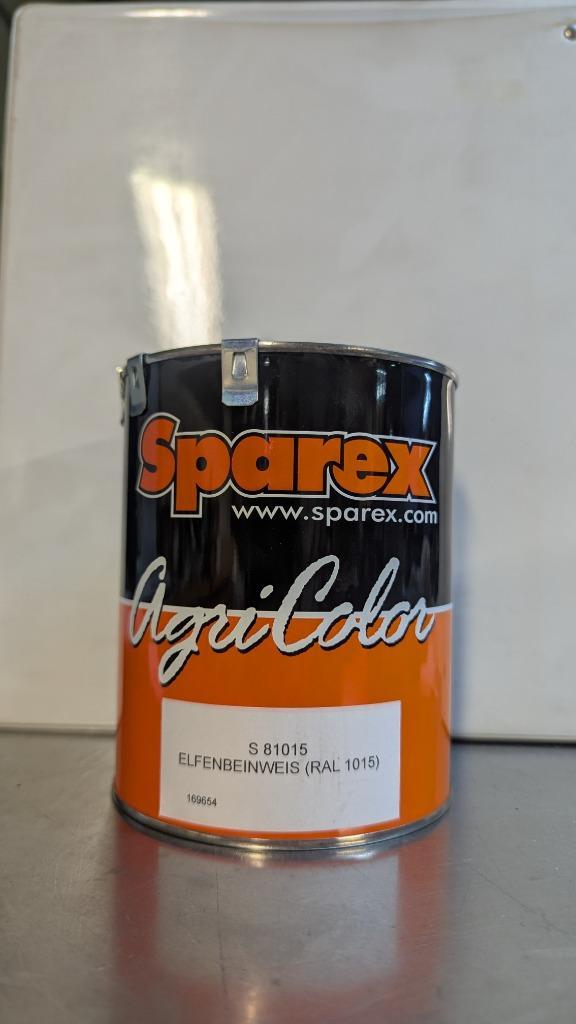 Sparex
www.sparex.com
AgriColor
S 81015
ELFENBEINWEIS (RAL 1015)
169654